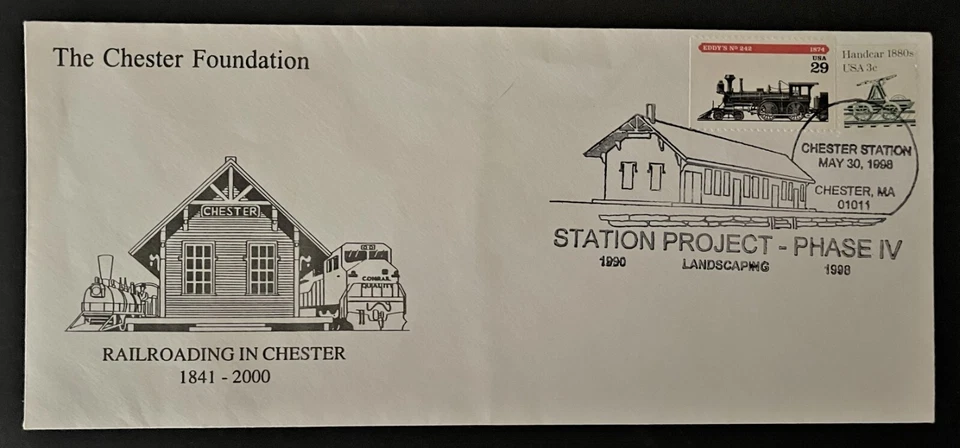 The Chester Foundation
EDDY'S Nº 242 1874
USA
29
Handcar 1880s
USA 3c
CHESTER STATION
MAY 30, 1998
CHESTER, MA
01011
STATION PROJECT - PHASE IV
1990 LANDSCAPING 1998
CHESTER
CONRAIL
QUALITY
RAILROADING IN CHESTER
1841 - 2000